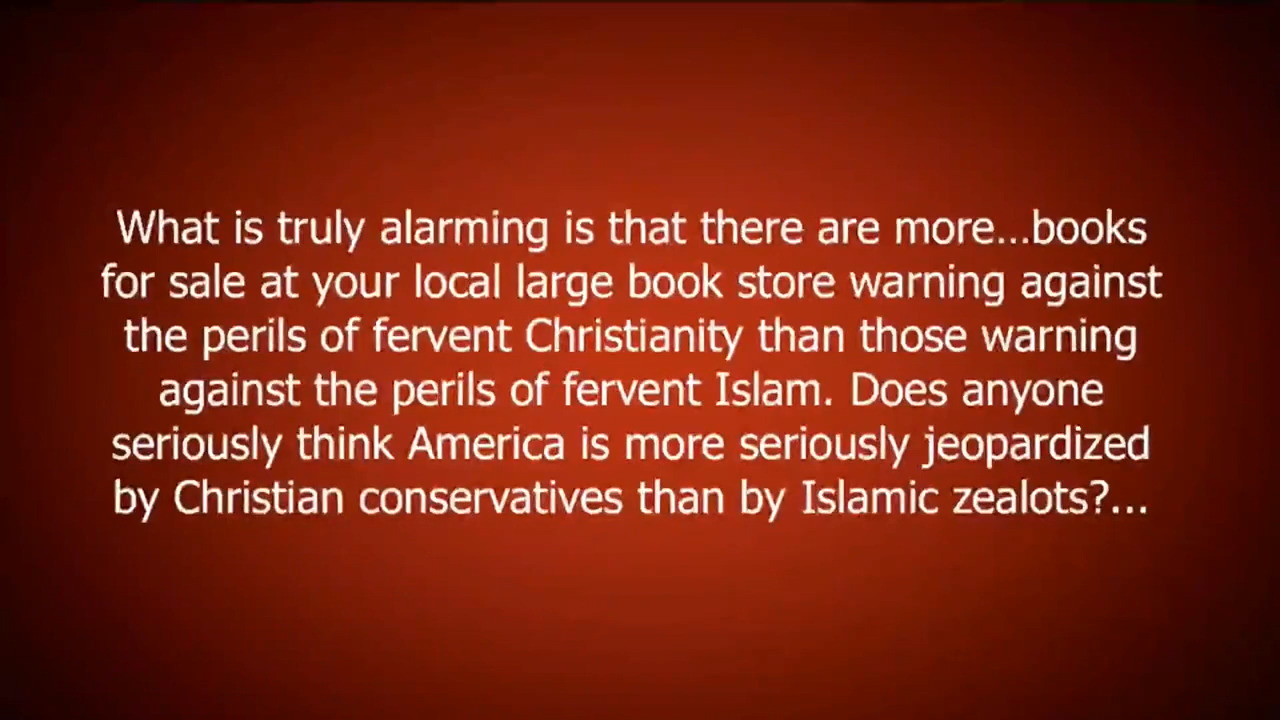 What is truly alarming is that there are more...books
for sale at your local large book store warning against
the perils of fervent Christianity than those warning
against the perils of fervent Islam. Does anyone
seriously think America is more seriously jeopardized
by Christian conservatives than by Islamic zealots?...